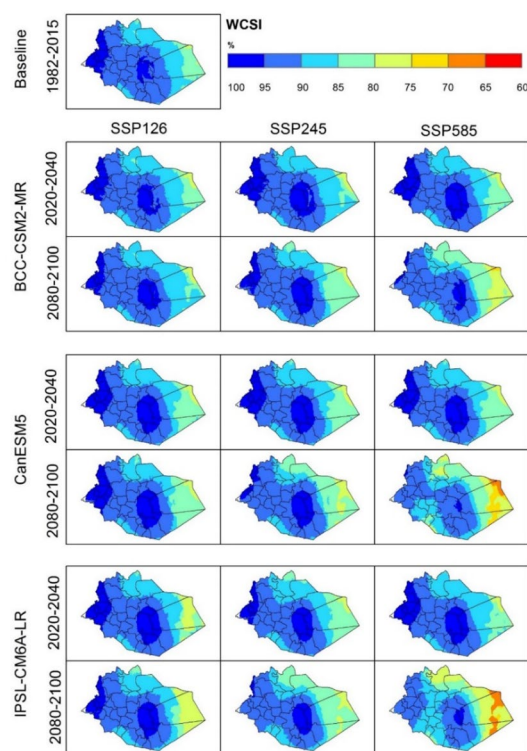 Baseline
1982-2015
WCSI
%
100 95 90 85 80 75 70 65 60
SSP126 SSP245 SSP585
BCC-CSM2-MR
2020-2040
2080-2100
CanESM5
2020-2040
2080-2100
IPSL-CM6A-LR
2020-2040
2080-2100